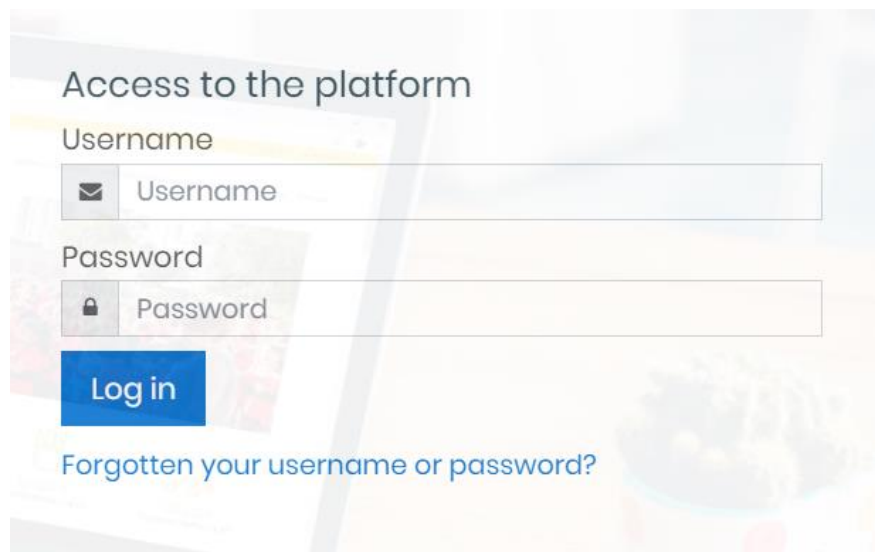 Access to the platform
Username
Username
Password
Password
Log in
Forgotten your username or password?